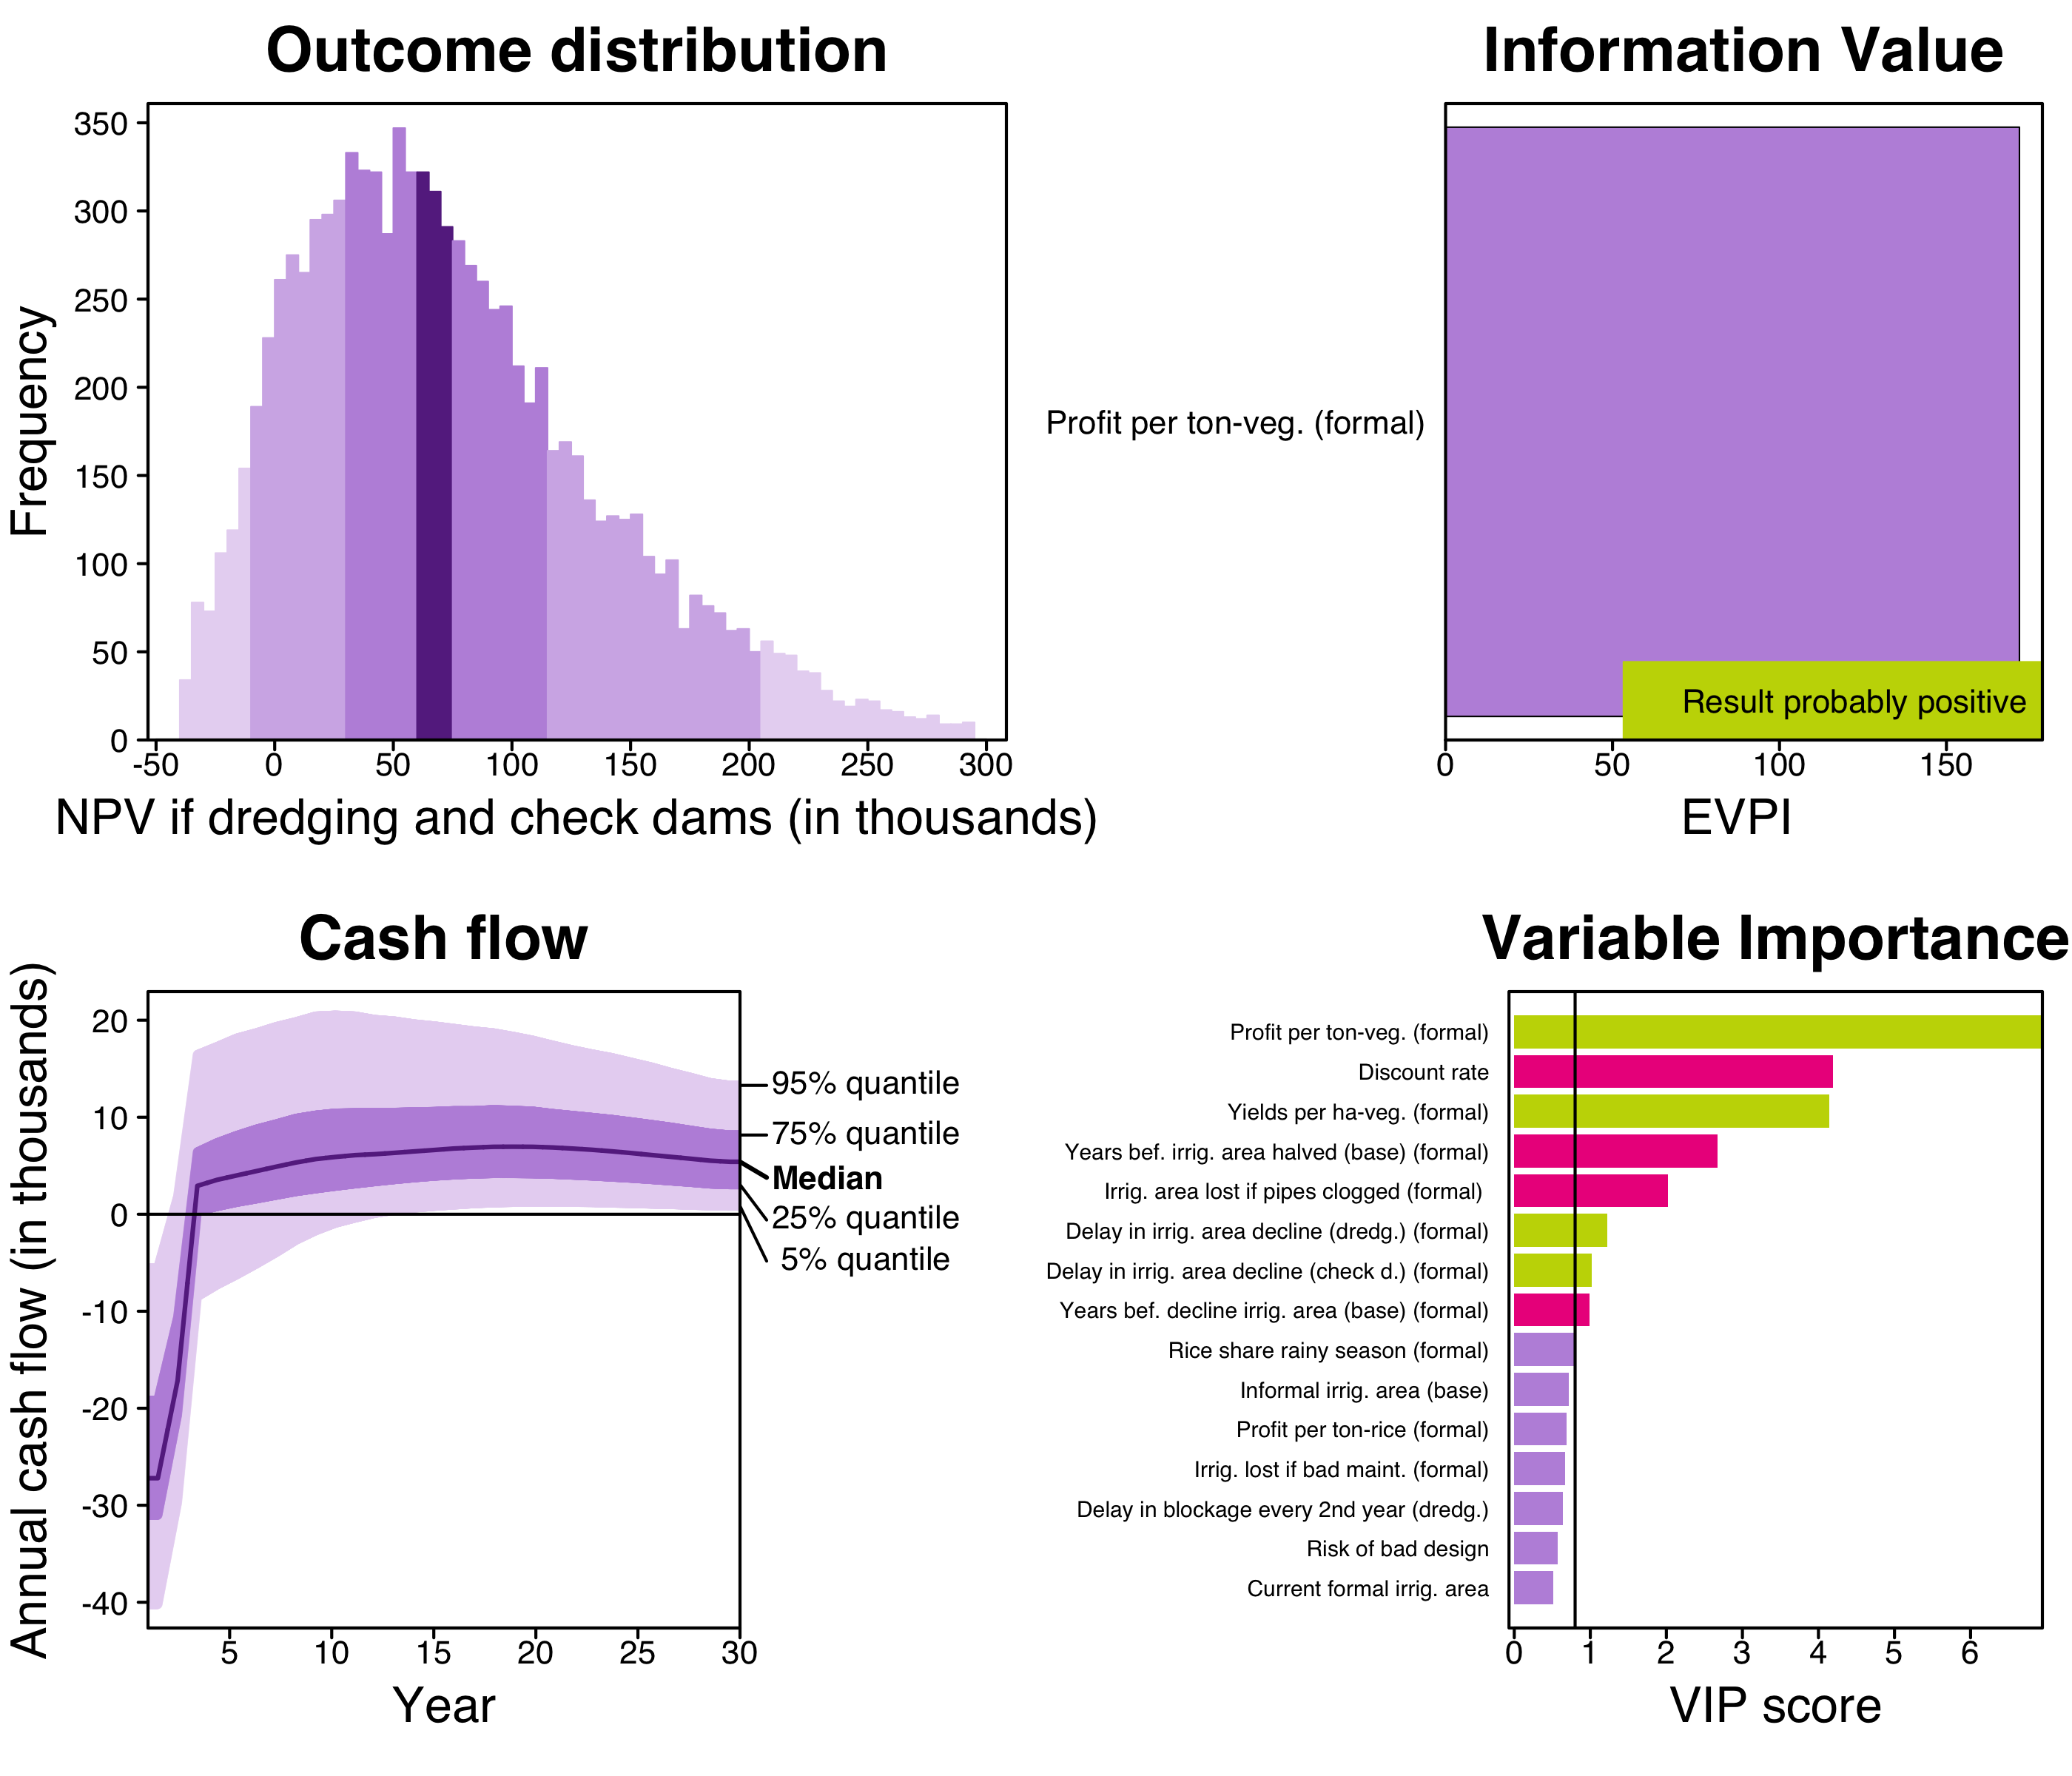 Outcome distribution
350
300
250
200
150
100
50
0
Frequency
-50 0 50 100 150 200 250 300
NPV if dredging and check dams (in thousands)
Information Value
Profit per ton-veg. (formal)
Result probably positive
0 50 100 150
EVPI
Cash flow
20
10
0
-10
-20
-30
-40
Annual cash flow (in thousands)
95% quantile
75% quantile
Median
25% quantile
5% quantile
5 10 15 20 25 30
Year
Variable Importance
Profit per ton-veg. (formal)
Discount rate
Yields per ha-veg. (formal)
Years bef. irrig. area halved (base) (formal)
Irrig. area lost if pipes clogged (formal)
Delay in irrig. area decline (dredg.) (formal)
Delay in irrig. area decline (check d.) (formal)
Years bef. decline irrig. area (base) (formal)
Rice share rainy season (formal)
Informal irrig. area (base)
Profit per ton-rice (formal)
Irrig. lost if bad maint. (formal)
Delay in blockage every 2nd year (dredg.)
Risk of bad design
Current formal irrig. area
0 1 2 3 4 5 6
VIP score